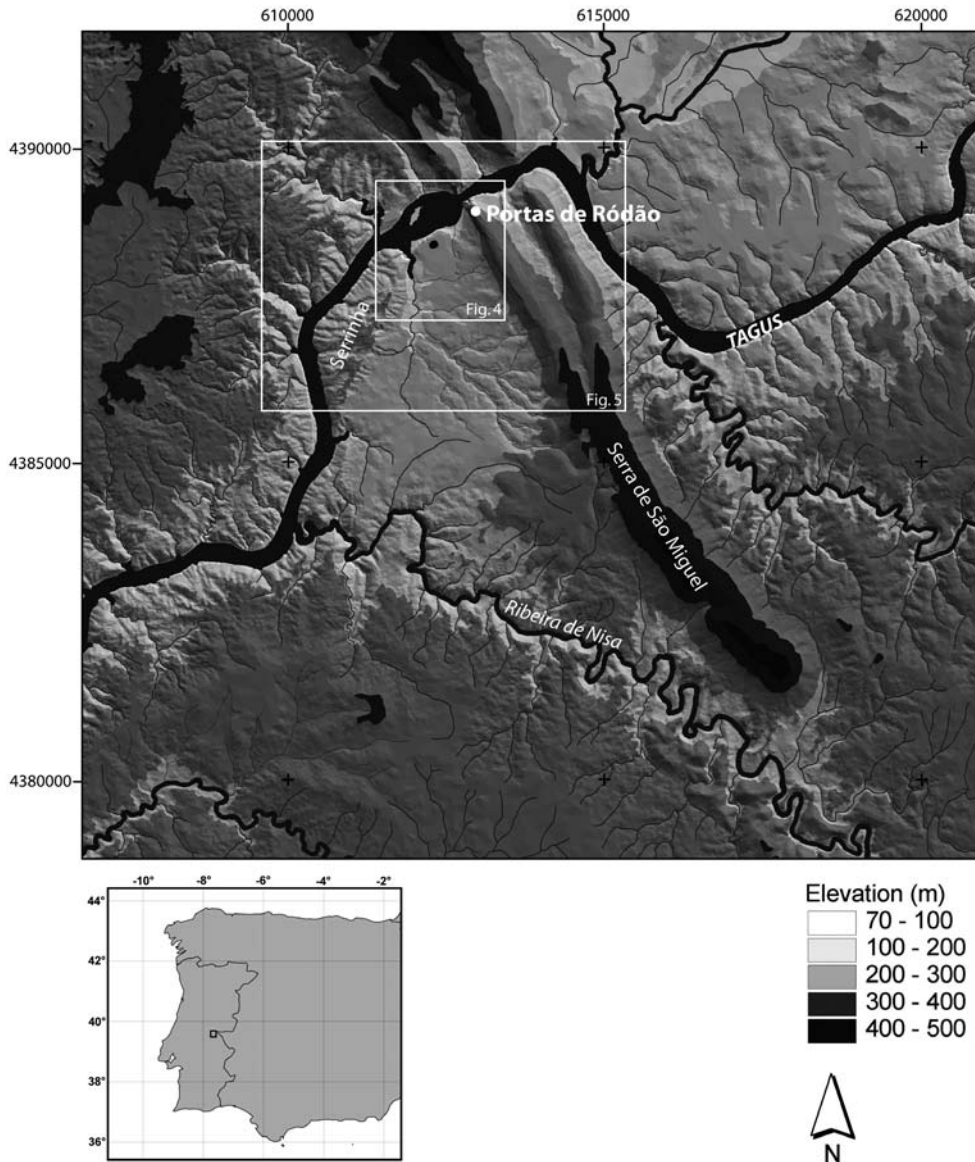 610000
615000
620000
4390000
Portas de Ródão
Serrinha
Fig. 4
TAGUS
Fig. 5
4385000
Serra de São Miguel
Ribeira de Nisa
4380000
-10°
-8°
-6°
-4°
-2°
44°
42°
40°
38°
36°
Elevation (m)
70 - 100
100 - 200
200 - 300
300 - 400
400 - 500
N